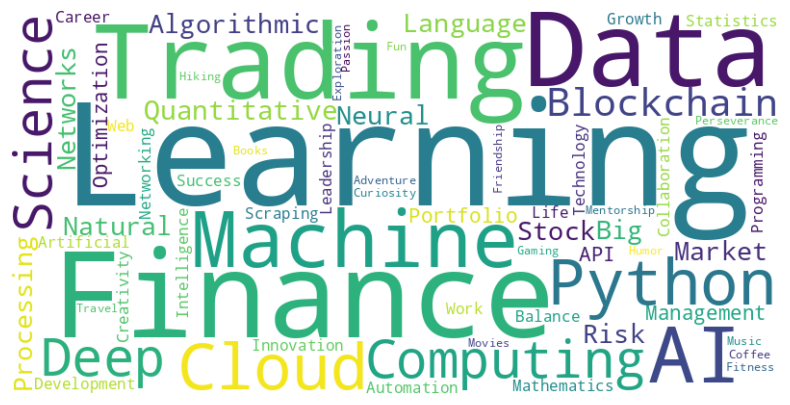 Career
Algorithmic
Language
Growth
Statistics
Science
Networks
Optimization
Trading
Hiking
Exploration
Passion
Fun
Data
Web
Quantitative
Neural
Blockchain
Perseverance
Learning
Networking
Books
Success
Leadership
Adventure
Curiosity
Friendship
Technology
Collaboration
Programming
Natural
Scraping
Portfolio
Life
Mentorship
Artificial
Intelligence
Machine
Stock
Big
Gaming
API
Humor
Market
Processing
Creativity
Finance
Python
Travel
Work
Balance
Management
Deep
Innovation
Movies
Risk
AI
Music
Coffee
Fitness
Cloud
Computing
Development
Automation
Mathematics